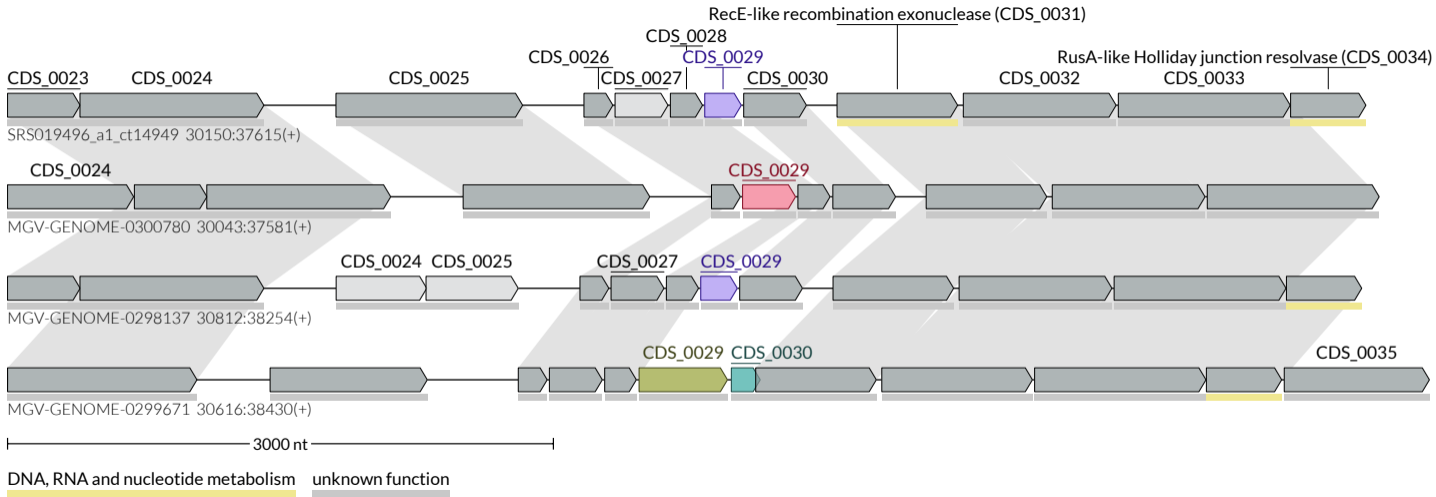 RecE-like recombination exonuclease (CDS_0031)
CDS_0028
CDS_0026 CDS_0029 RusA-like Holliday junction resolvase (CDS_0034)
CDS_0023 CDS_0024 CDS_0025 CDS_0027 CDS_0030 CDS_0032 CDS_0033
SRS019496_a1_ct14949 30150:37615(+)
CDS_0024 CDS_0029
MGV-GENOME-0300780 30043:37581(+)
CDS_0024 CDS_0025 CDS_0027 CDS_0029
MGV-GENOME-0298137 30812:38254(+)
CDS_0029 CDS_0030 CDS_0035
MGV-GENOME-0299671 30616:38430(+)
3000 nt
DNA, RNA and nucleotide metabolism unknown function